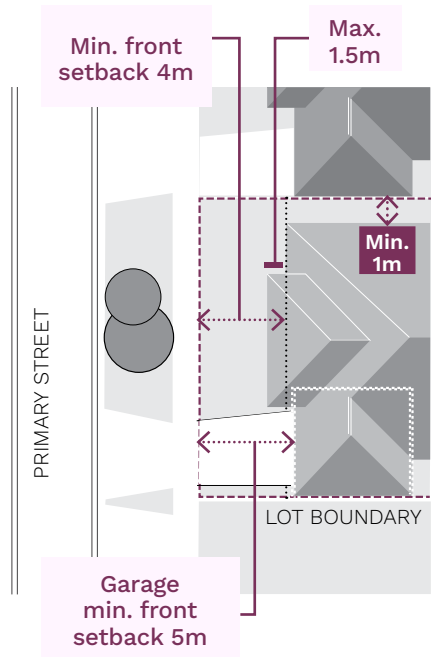 Min. front
setback 4m
Max.
1.5m
Min.
1m
PRIMARY STREET
LOT BOUNDARY
Garage
min. front
setback 5m